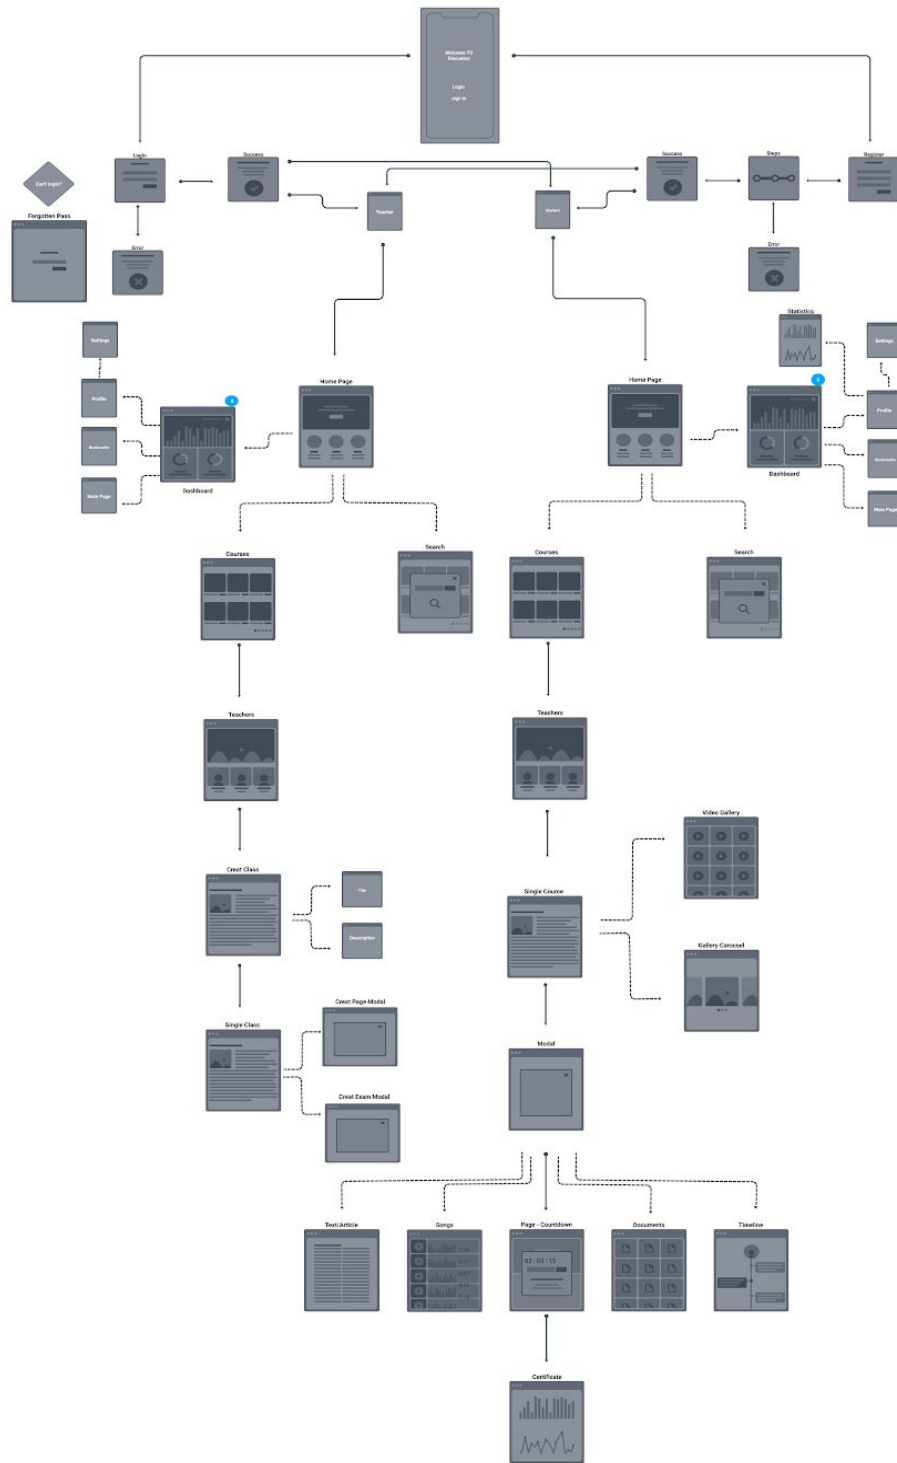 Welcome TO
Education
Login
sign in
Login
Success
Success
Steps
Register
Can't login?
Teacher
Forgotten Pass
Error
Error
Statistics
Settings
Settings
Home Page
Home Page
Profile
Profile
Bookmarks
Bookmarks
Dashboard
Dashboard
Main Page
Main Page
Courses
Search
Courses
Search
Teachers
Teachers
Video Gallery
Creat Class
Title
Single Cource
Description
Gallery Carousel
Creat Page Modal
Single Class
Modal
Creat Exam Modal
Text/Article
Songs
Page - Countdown
Documents
Timeline
02 : 03 : 15
Certificate